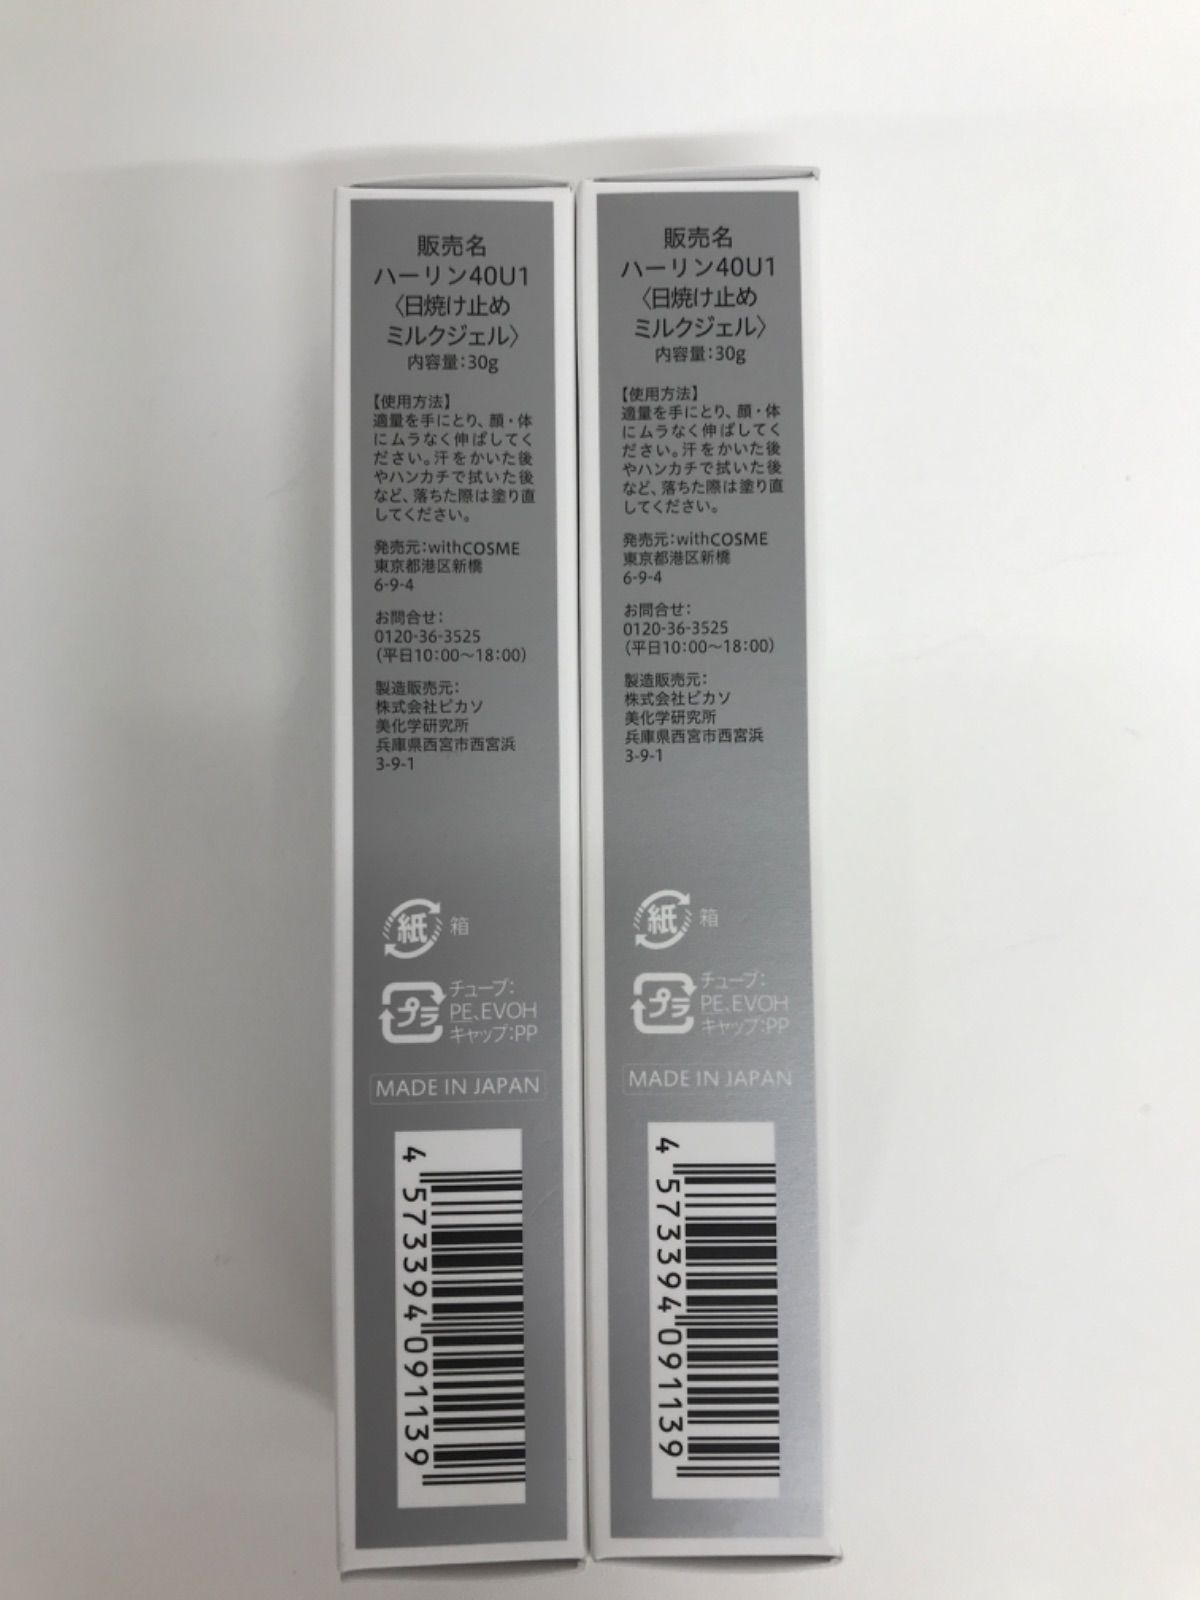 販売名
ハーリン40U1
〈日焼け止め
ミルクジェル〉
内容量：30g
【使用方法】
適量を手にとり、顔・体
にムラなく伸ばしてく
ださい。汗をかいた後
やハンカチで拭いた後
など、落ちた際は塗り直
してください。
発売元：withCOSME
東京都港区新橋
6-9-4
お問合せ：
0120-36-3525
（平日10：00～18：00）
製造販売元：
株式会社ピカソ
美化学研究所
兵庫県西宮市西宮浜
3-9-1
紙 箱
プラ
チューブ：
PE、EVOH
キャップ：PP
MADE IN JAPAN
4 573394 091139
販売名
ハーリン40U1
〈日焼け止め
ミルクジェル〉
内容量：30g
【使用方法】
適量を手にとり、顔・体
にムラなく伸ばしてく
ださい。汗をかいた後
やハンカチで拭いた後
など、落ちた際は塗り直
してください。
発売元：withCOSME
東京都港区新橋
6-9-4
お問合せ：
0120-36-3525
（平日10：00～18：00）
製造販売元：
株式会社ピカソ
美化学研究所
兵庫県西宮市西宮浜
3-9-1
紙 箱
プラ
チューブ：
PE、EVOH
キャップ：PP
MADE IN JAPAN
4 573394 091139